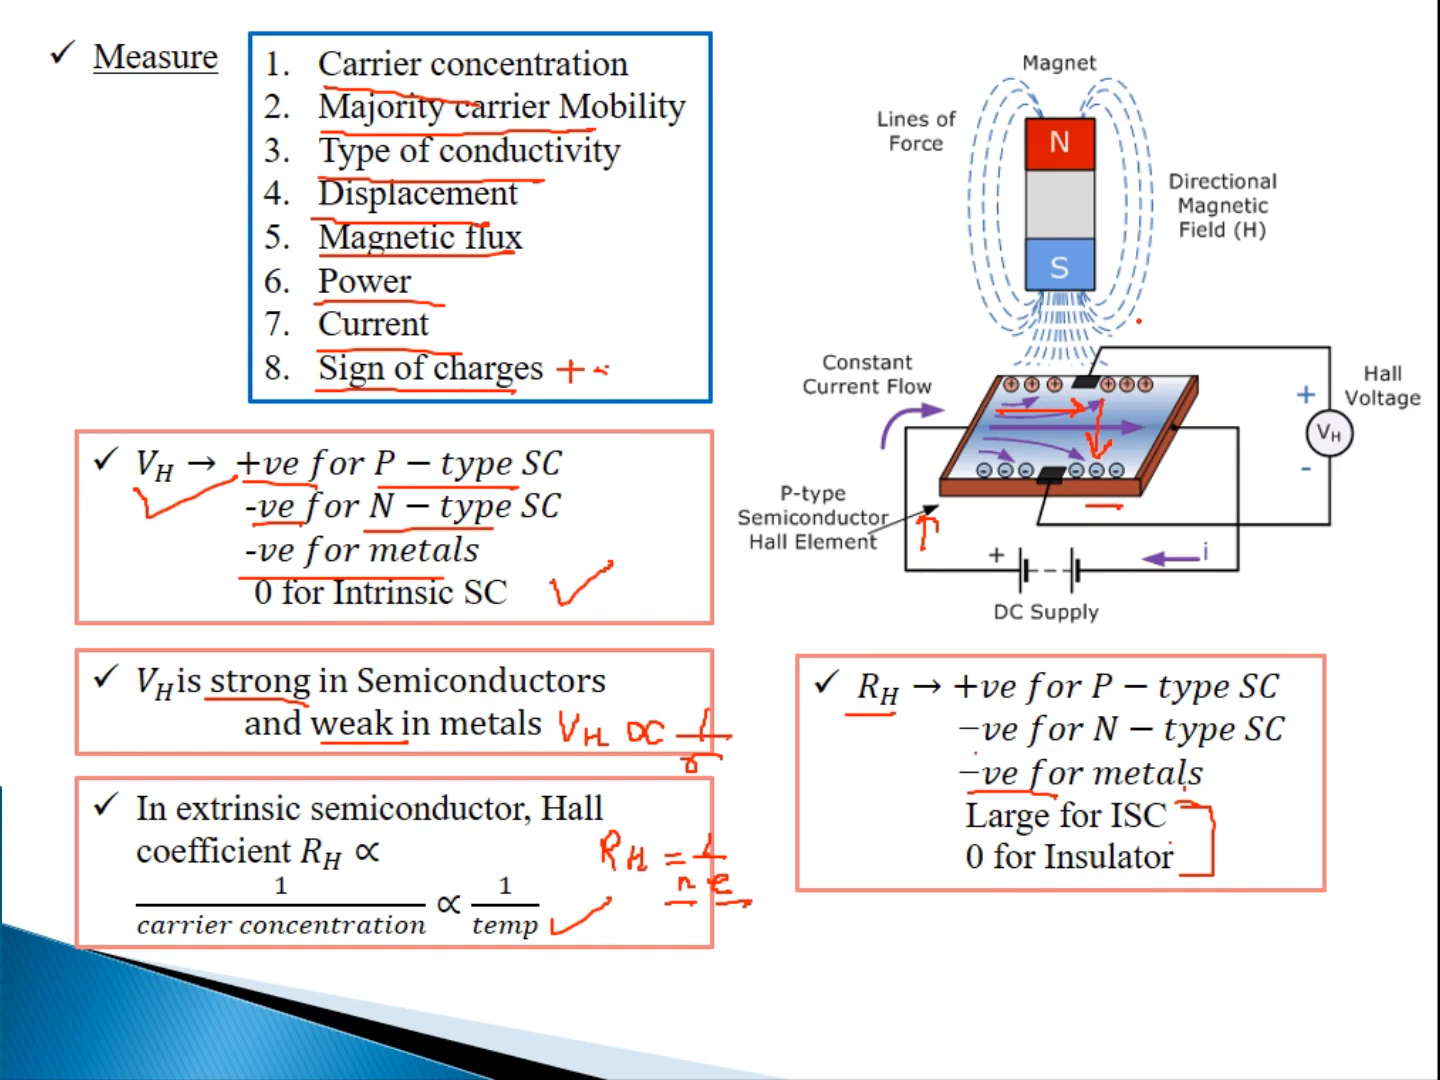 ✓ Measure
1. Carrier concentration
2. Majority carrier Mobility
3. Type of conductivity
4. Displacement
5. Magnetic flux
6. Power
7. Current
8. Sign of charges + -
✓ V_H → +ve for P − type SC
-ve for N − type SC
-ve for metals
0 for Intrinsic SC
✓ V_H is strong in Semiconductors
and weak in metals V_H ∝ 1/σ
✓ In extrinsic semiconductor, Hall
coefficient R_H ∝
1/carrier concentration ∝ 1/temp
R_H = 1/ne
Magnet
Lines of
Force
N
S
Directional
Magnetic
Field (H)
Constant
Current Flow
Hall
Voltage
+
V_H
-
P-type
Semiconductor
Hall Element
+
i
DC Supply
✓ R_H → +ve for P − type SC
−ve for N − type SC
−ve for metals
Large for ISC
0 for Insulator